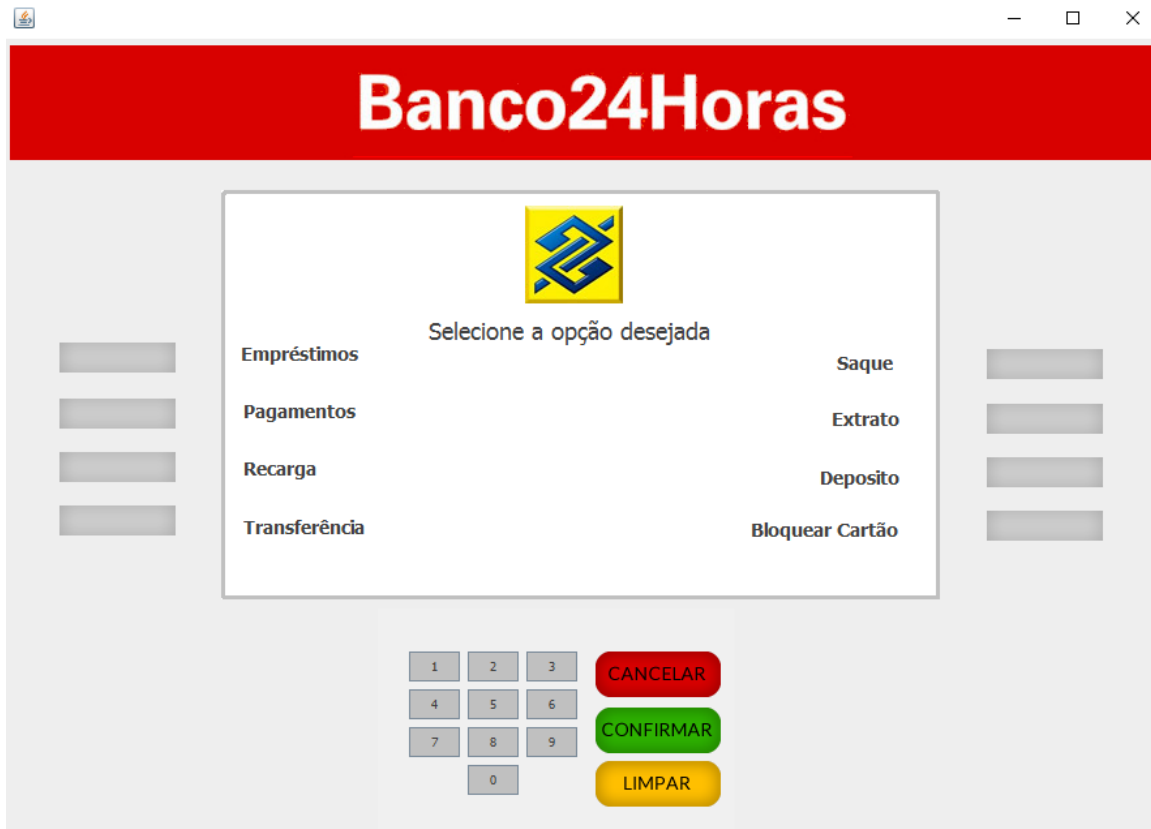 Banco24Horas
Selecione a opção desejada
Empréstimos
Saque
Pagamentos
Extrato
Recarga
Deposito
Transferência
Bloquear Cartão
1 2 3
CANCELAR
4 5 6
CONFIRMAR
7 8 9
0
LIMPAR